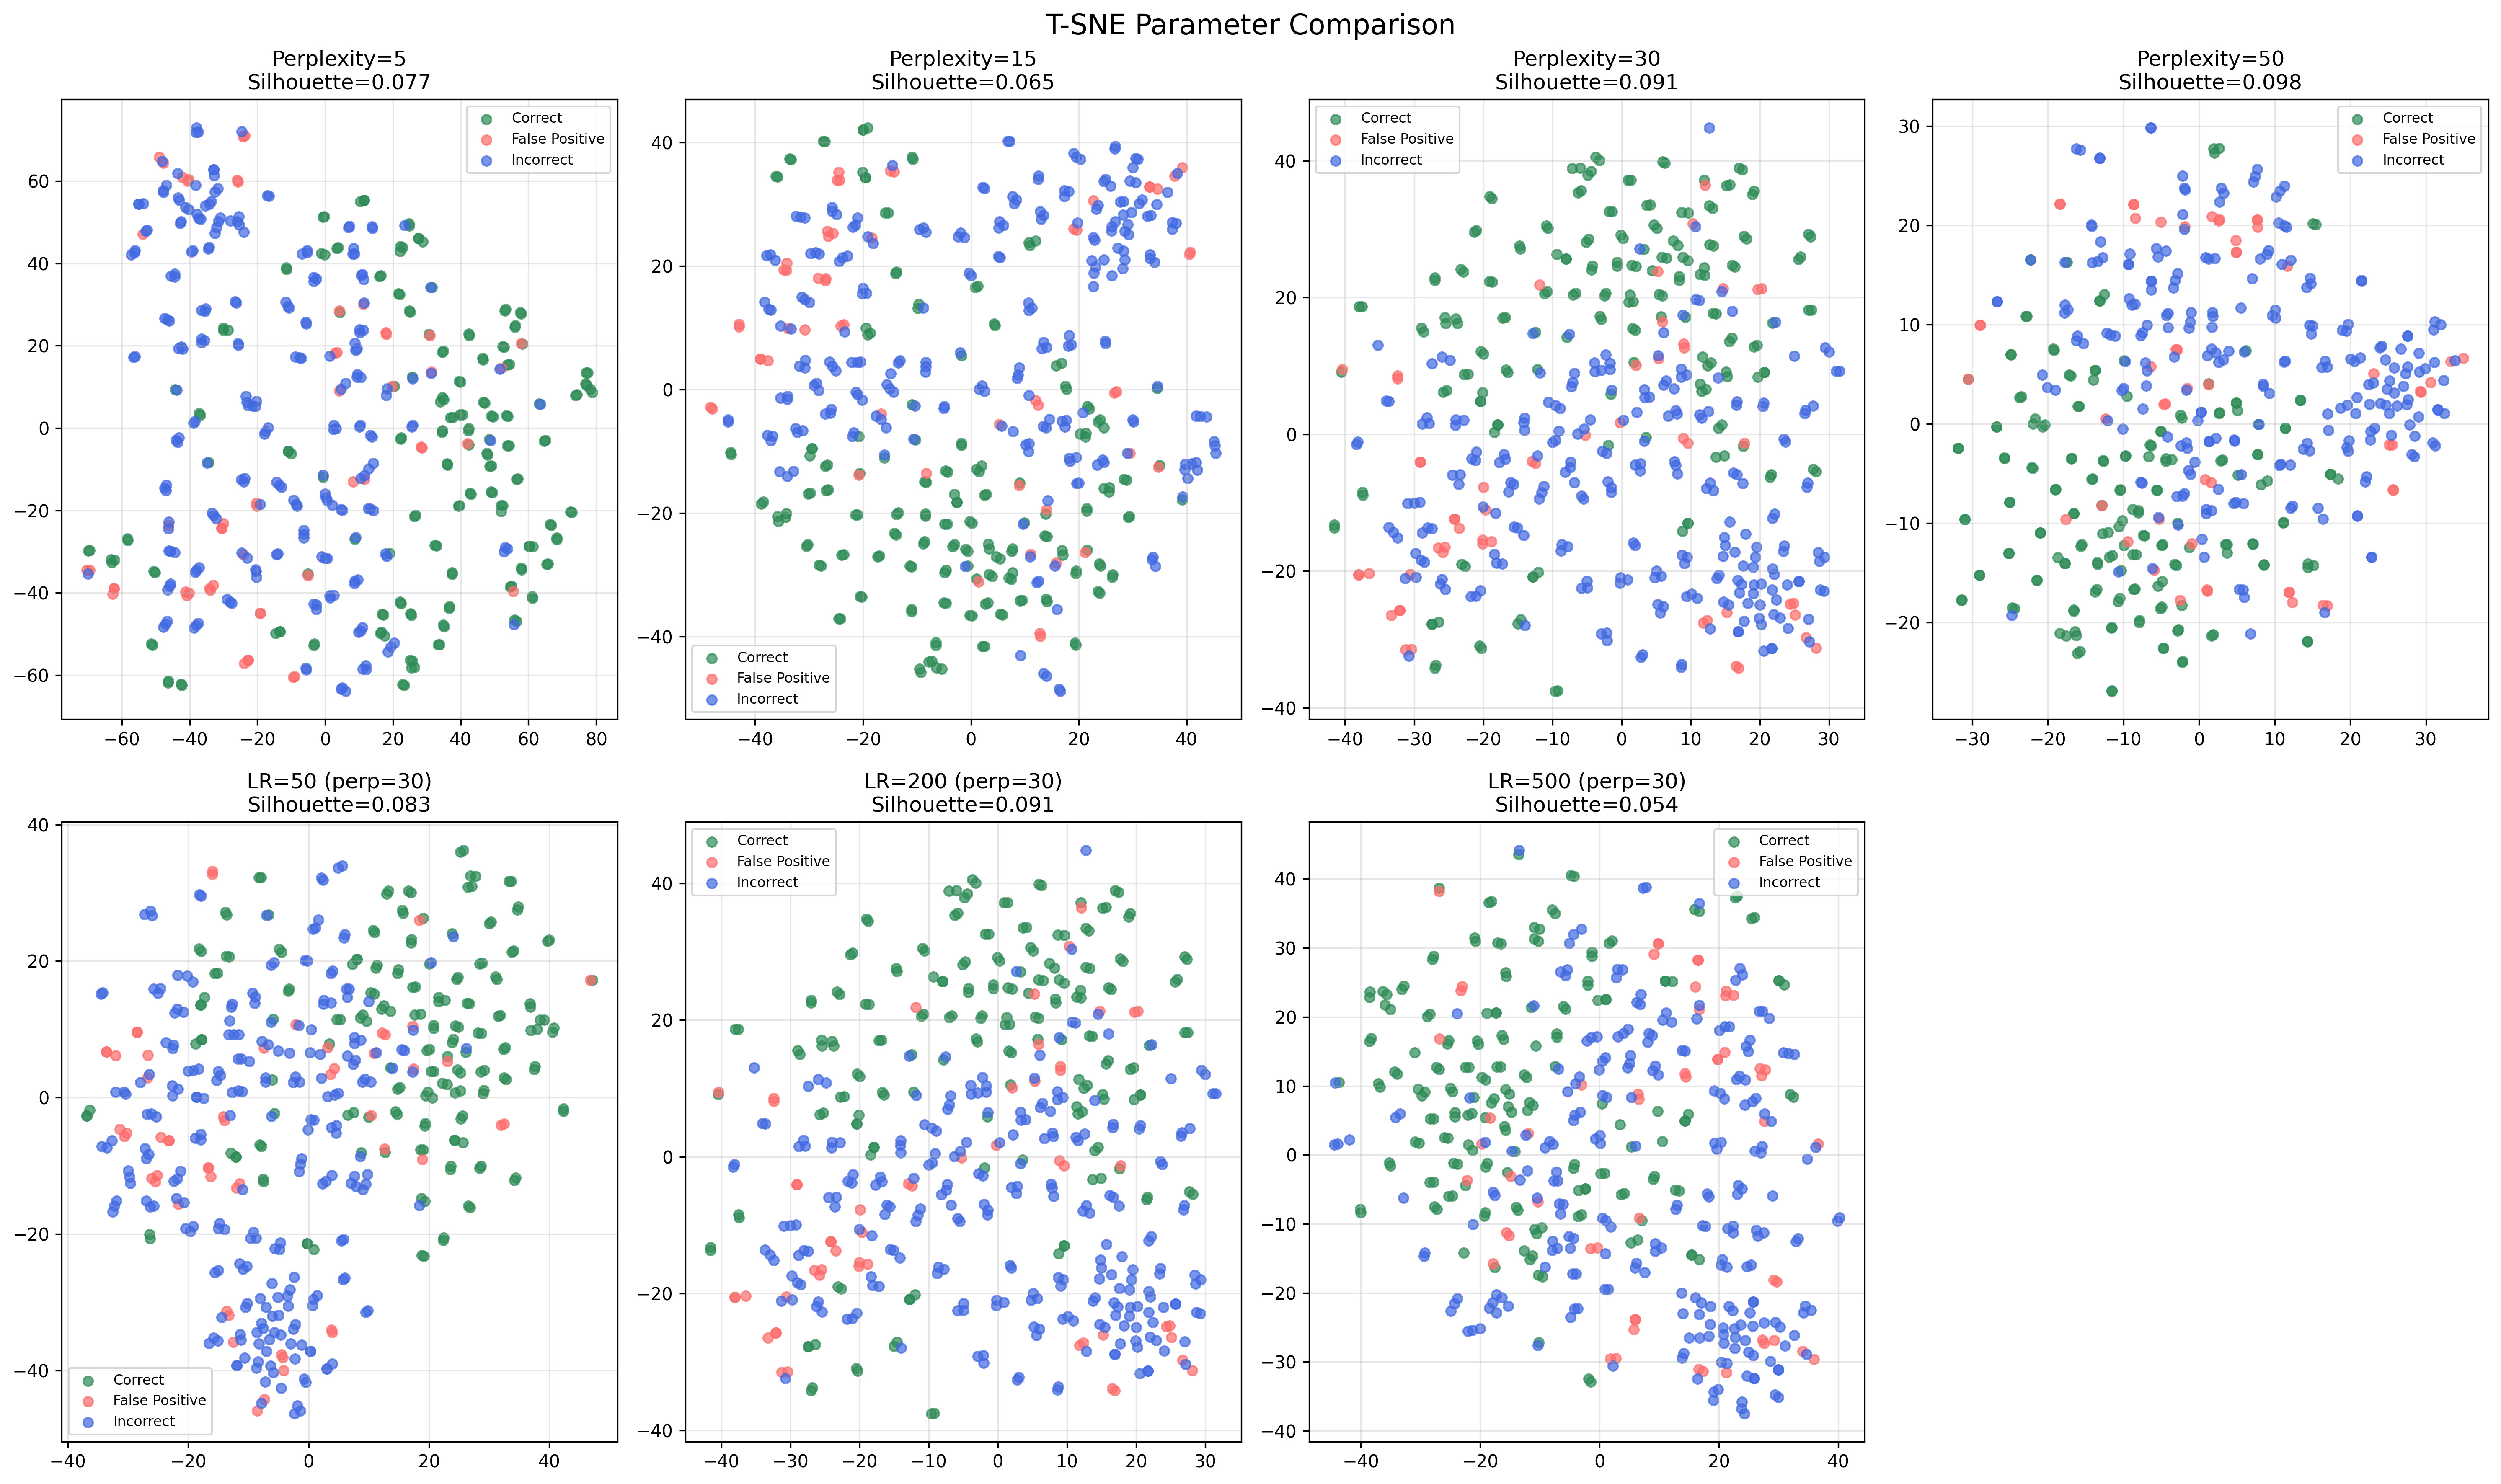 T-SNE Parameter Comparison
Perplexity=5
Silhouette=0.077
Correct
False Positive
Incorrect
60
40
20
0
−20
−40
−60
−60 −40 −20 0 20 40 60 80
Perplexity=15
Silhouette=0.065
40
20
0
−20
−40
Correct
False Positive
Incorrect
−40 −20 0 20 40
Perplexity=30
Silhouette=0.091
Correct
False Positive
Incorrect
40
20
0
−20
−40
−40 −30 −20 −10 0 10 20 30
Perplexity=50
Silhouette=0.098
Correct
False Positive
Incorrect
30
20
10
0
−10
−20
−30 −20 −10 0 10 20 30
LR=50 (perp=30)
Silhouette=0.083
40
20
0
−20
−40
Correct
False Positive
Incorrect
−40 −20 0 20 40
LR=200 (perp=30)
Silhouette=0.091
Correct
False Positive
Incorrect
40
20
0
−20
−40
−40 −30 −20 −10 0 10 20 30
LR=500 (perp=30)
Silhouette=0.054
Correct
False Positive
Incorrect
40
30
20
10
0
−10
−20
−30
−40
−40 −20 0 20 40